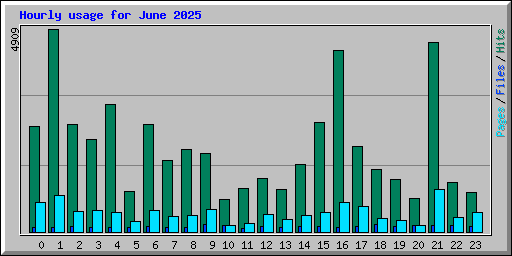 Hourly usage for June 2025
4909
Pages / Files / Hits
0 1 2 3 4 5 6 7 8 9 10 11 12 13 14 15 16 17 18 19 20 21 22 23